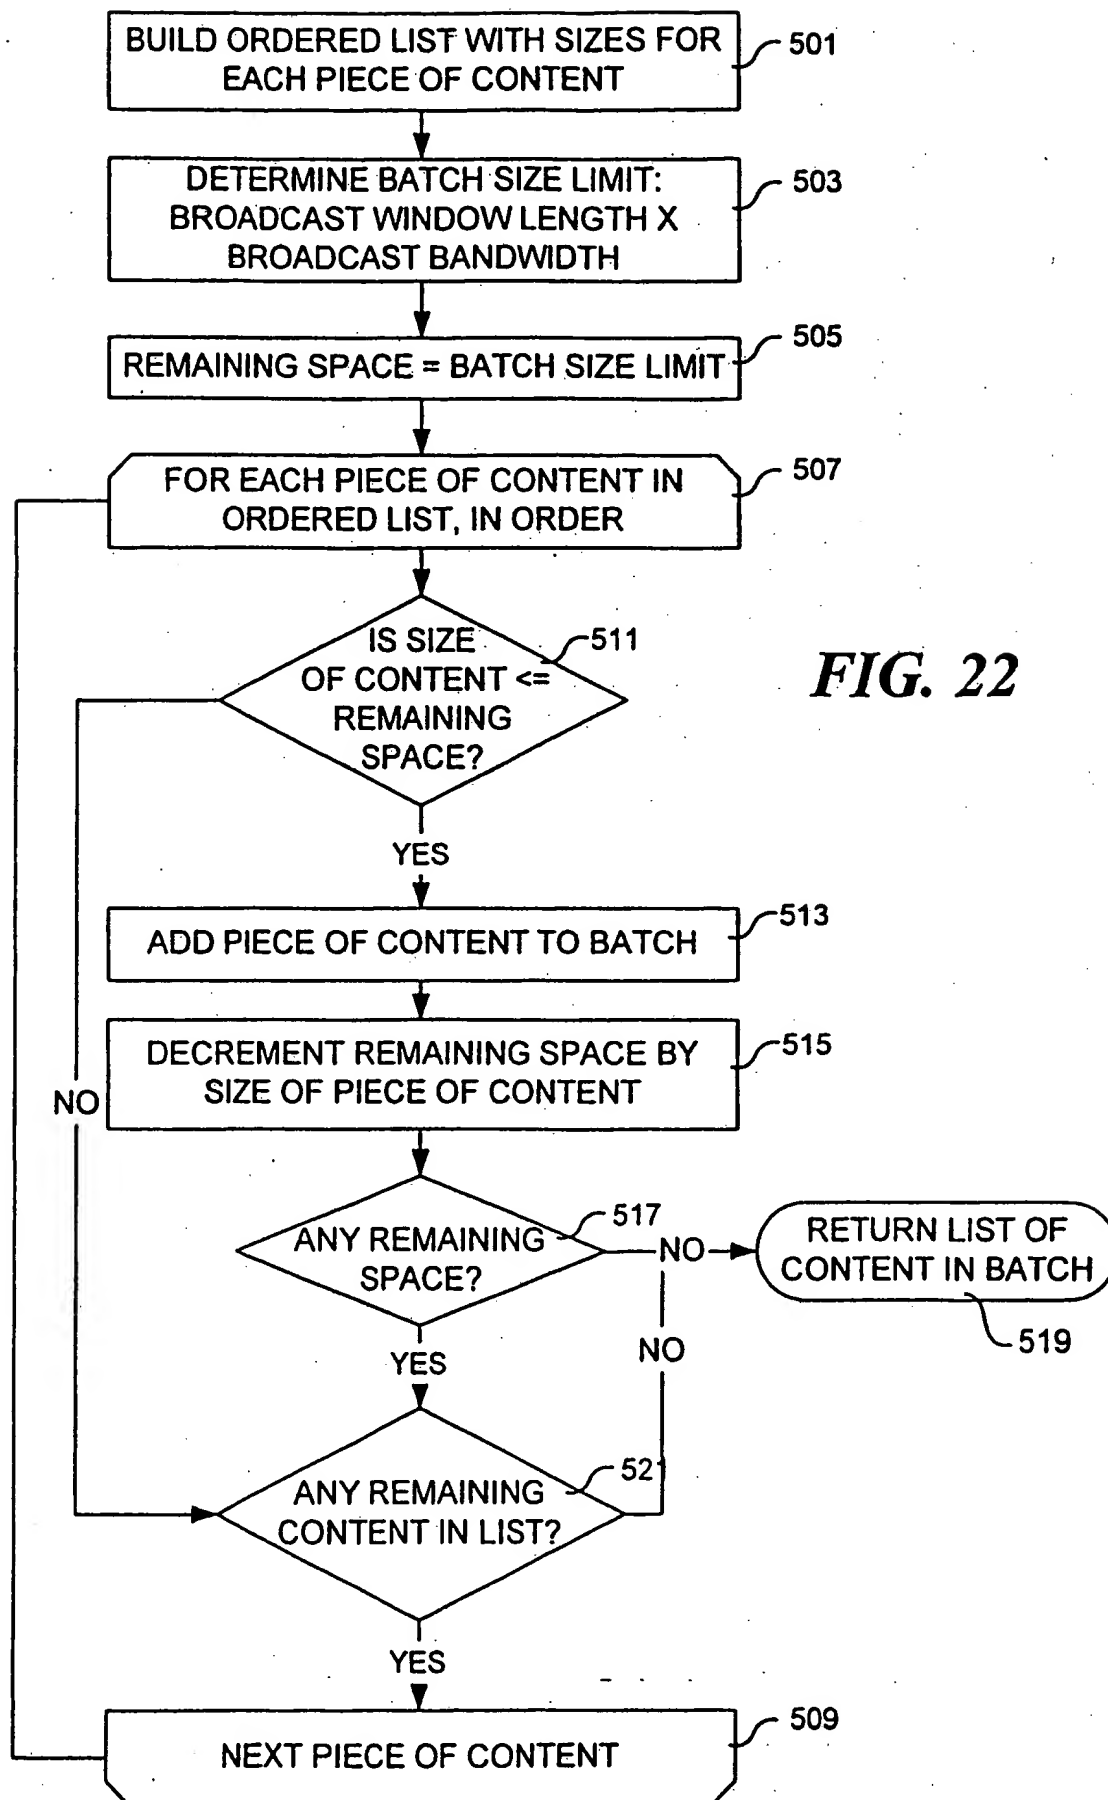 BUILD ORDERED LIST WITH SIZES FOR
EACH PIECE OF CONTENT
501
DETERMINE BATCH SIZE LIMIT:
BROADCAST WINDOW LENGTH X
BROADCAST BANDWIDTH
503
REMAINING SPACE = BATCH SIZE LIMIT
505
FOR EACH PIECE OF CONTENT IN
ORDERED LIST, IN ORDER
507
IS SIZE
OF CONTENT <=
REMAINING
SPACE?
511
FIG. 22
YES
ADD PIECE OF CONTENT TO BATCH
513
DECREMENT REMAINING SPACE BY
SIZE OF PIECE OF CONTENT
515
NO
ANY REMAINING
SPACE?
517
NO
RETURN LIST OF
CONTENT IN BATCH
519
YES
NO
ANY REMAINING
CONTENT IN LIST?
521
YES
NEXT PIECE OF CONTENT
509